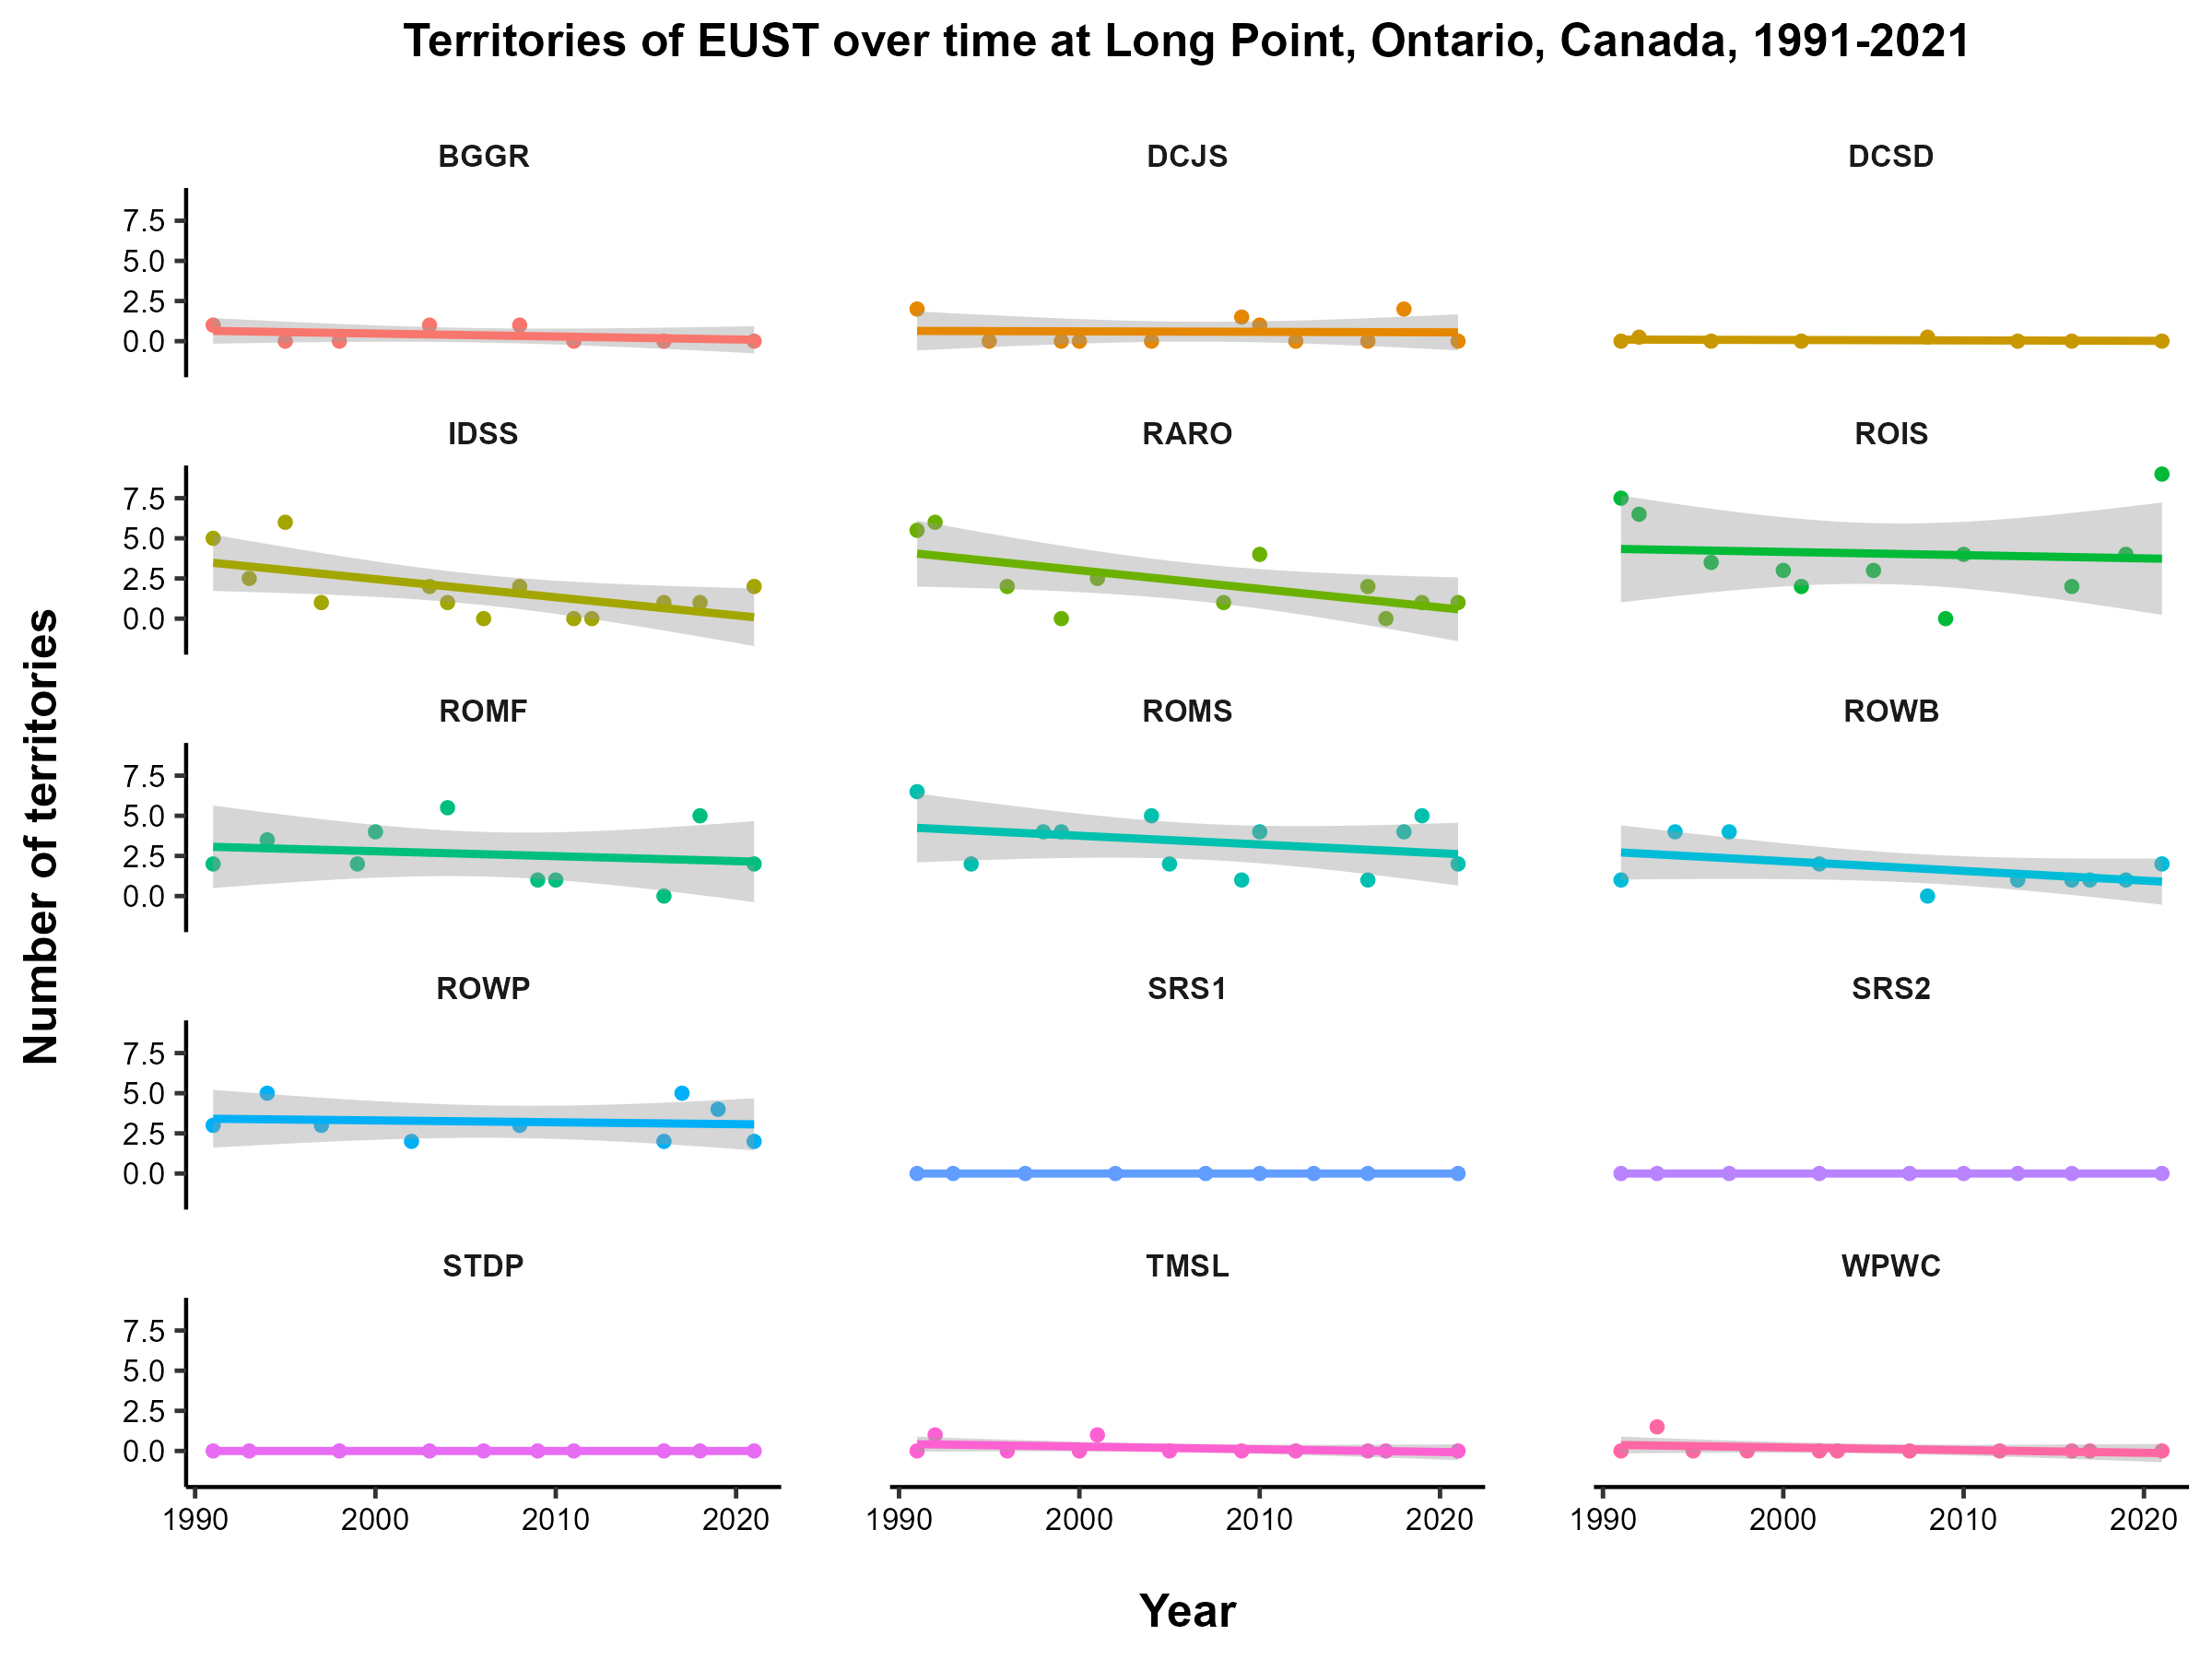 Territories of EUST over time at Long Point, Ontario, Canada, 1991-2021
BGGR
DCJS
DCSD
7.5
5.0
2.5
0.0
IDSS
RARO
ROIS
7.5
5.0
2.5
0.0
ROMF
ROMS
ROWB
7.5
5.0
2.5
0.0
ROWP
SRS1
SRS2
7.5
5.0
2.5
0.0
STDP
TMSL
WPWC
7.5
5.0
2.5
0.0
1990 2000 2010 2020
1990 2000 2010 2020
1990 2000 2010 2020
Number of territories
Year